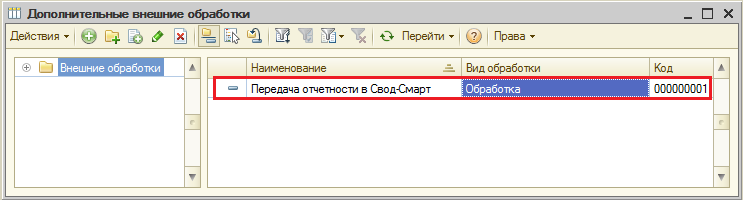 Дополнительные внешние обработки
Действия Перейти Права
Внешние обработки
Наименование Вид обработки Код
Передача отчетности в Свод-Смарт Обработка 000000001